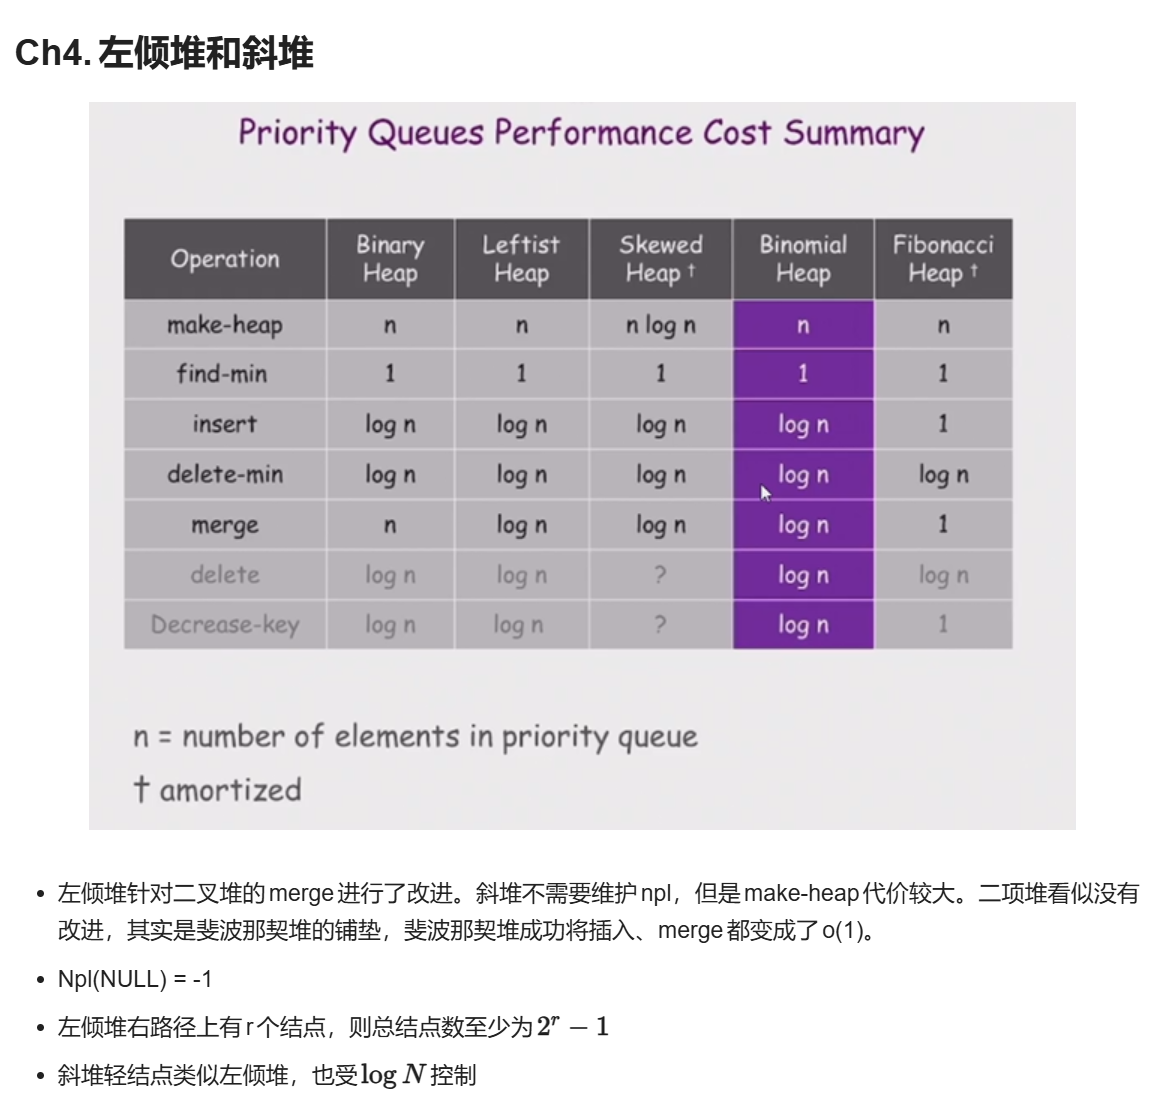 Ch4. 左倾堆和斜堆
Priority Queues Performance Cost Summary
Operation Binary Heap Leftist Heap Skewed Heap † Binomial Heap Fibonacci Heap †
make-heap n n n log n n n
find-min 1 1 1 1 1
insert log n log n log n log n 1
delete-min log n log n log n log n log n
merge n log n log n log n 1
delete log n log n ? log n log n
Decrease-key log n log n ? log n 1
n = number of elements in priority queue
† amortized
• 左倾堆针对二叉堆的merge进行了改进。斜堆不需要维护npl，但是make-heap代价较大。二项堆看似没有
改进，其实是斐波那契堆的铺垫，斐波那契堆成功将插入、merge都变成了o(1)。
• Npl(NULL) = -1
• 左倾堆右路径上有r个结点，则总结点数至少为 2^r − 1
• 斜堆轻结点类似左倾堆，也受 log N 控制